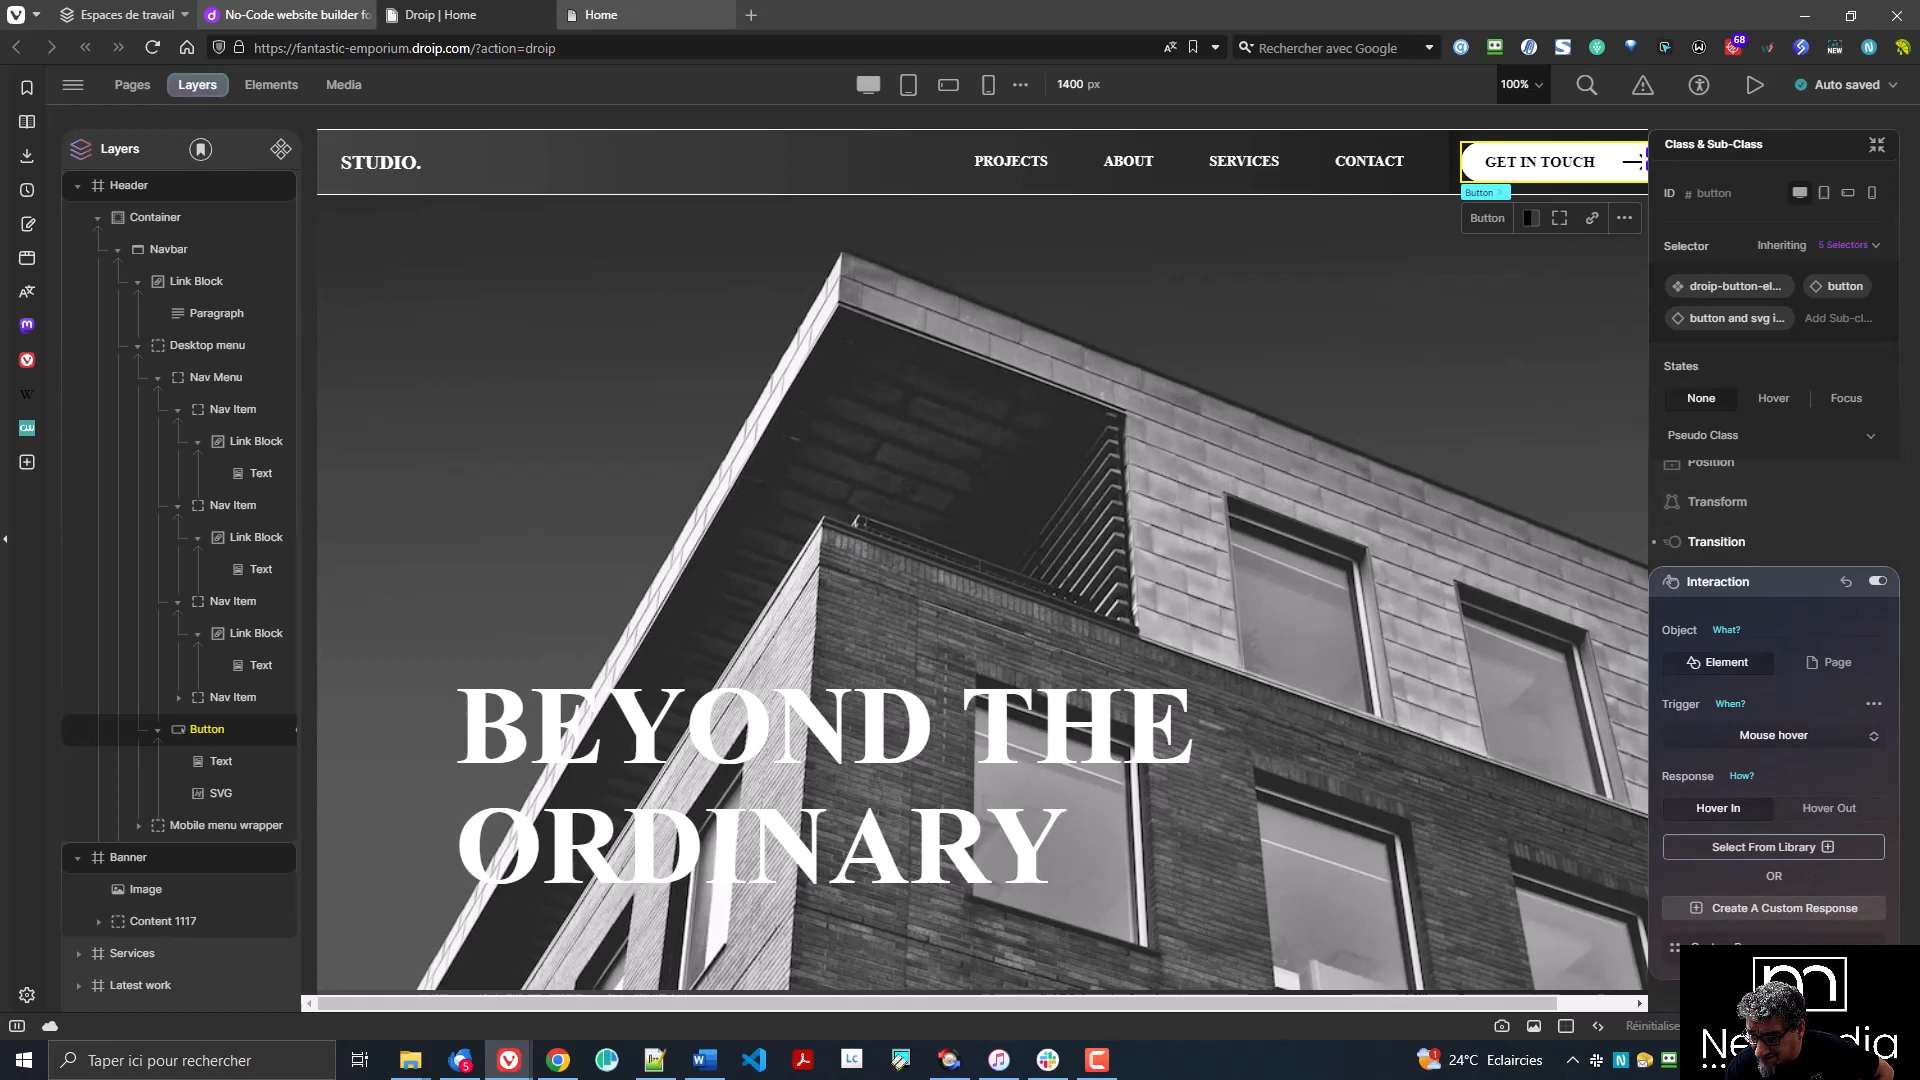 Espaces de travail
No-Code website builder fo
Droip | Home
Home
https://fantastic-emporium.droip.com/?action=droip
Rechercher avec Google
68
NEW
Pages
Layers
Elements
Media
1400 px
100%
Auto saved
Layers
Header
Container
Navbar
Link Block
Paragraph
Desktop menu
Nav Menu
Nav Item
Link Block
Text
Nav Item
Link Block
Text
Nav Item
Link Block
Text
Nav Item
Button
Text
SVG
Mobile menu wrapper
Banner
Image
Content 1117
Services
Latest work
STUDIO.
PROJECTS
ABOUT
SERVICES
CONTACT
GET IN TOUCH
Button
Button
BEYOND THE
ORDINARY
Class & Sub-Class
ID # button
Selector
Inheriting
5 Selectors
droip-button-el...
button
button and svg i...
Add Sub-cl...
States
None
Hover
Focus
Pseudo Class
Position
Transform
Transition
Interaction
Object
What?
Element
Page
Trigger
When?
Mouse hover
Response
How?
Hover In
Hover Out
Select From Library
OR
Create A Custom Response
Réinitialise
Taper ici pour rechercher
5
LC
1
24°C Eclaircies